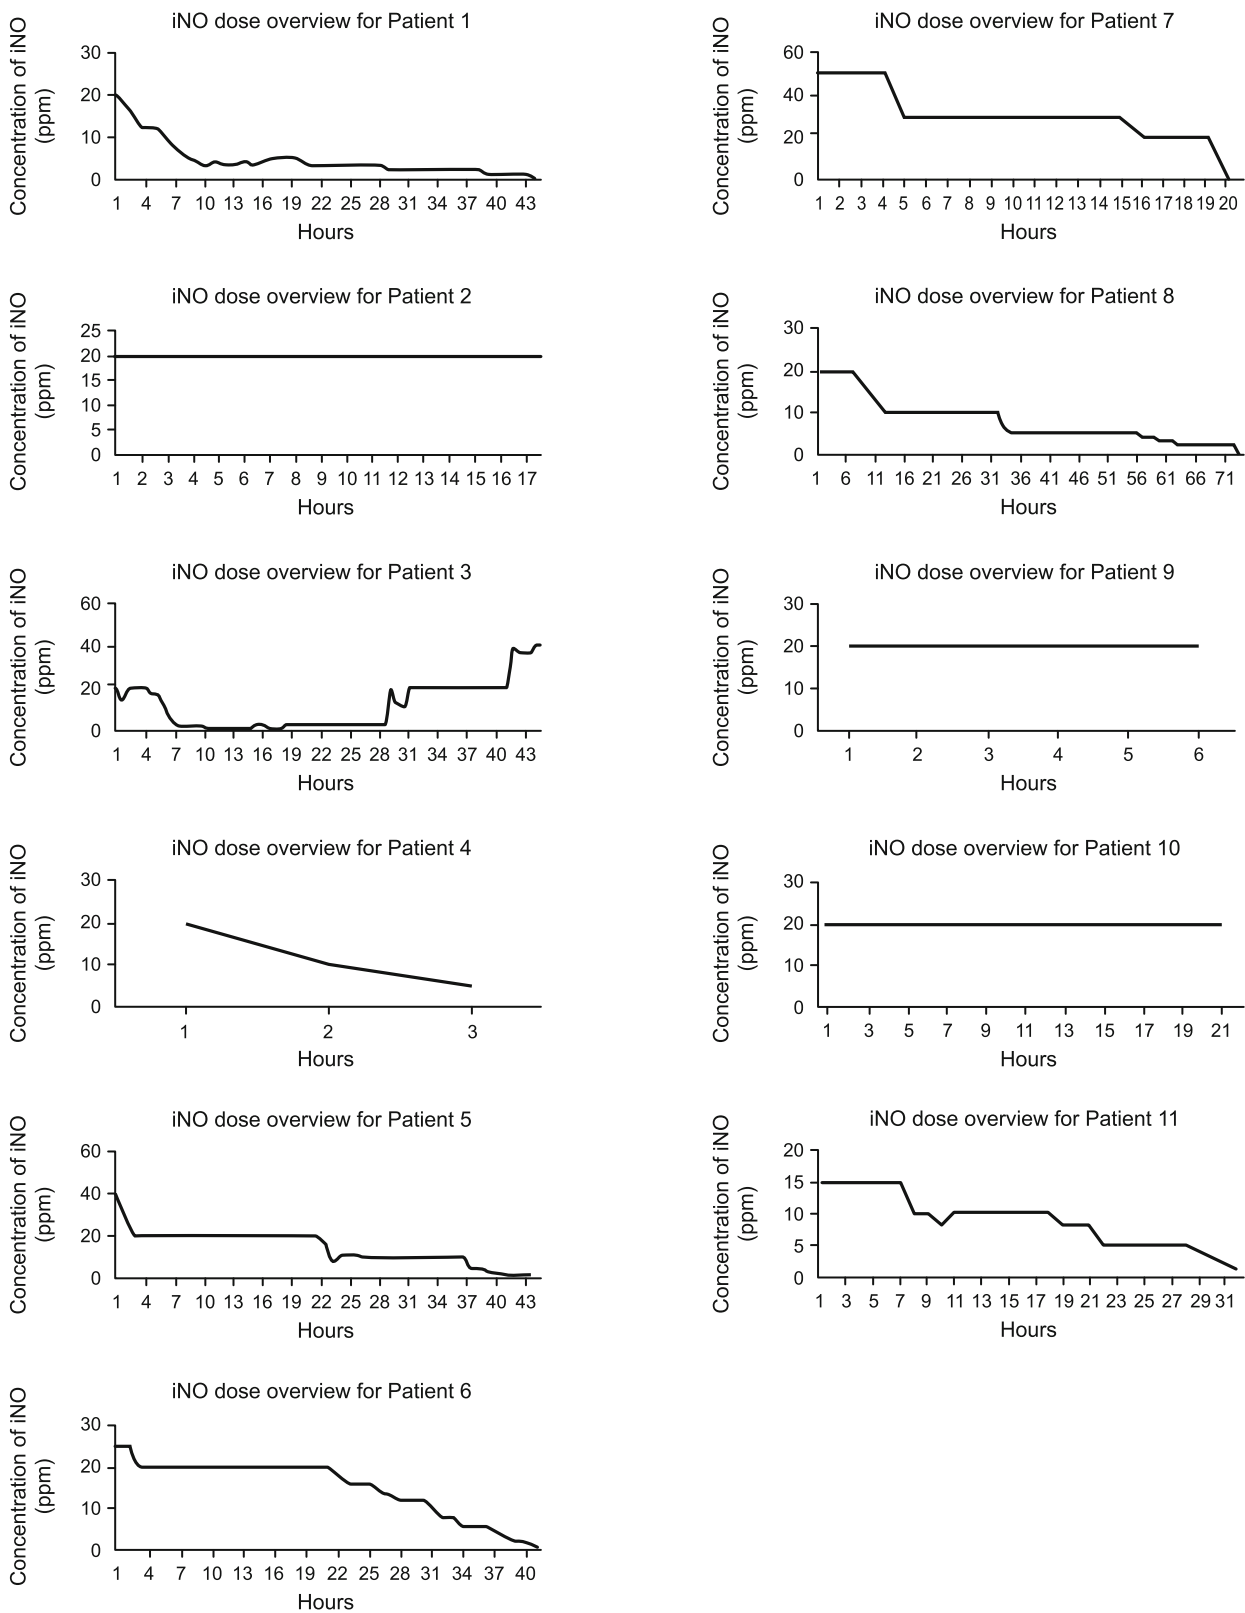 iNO dose overview for Patient 1
Concentration of iNO
(ppm)
30
20
10
0
1 4 7 10 13 16 19 22 25 28 31 34 37 40 43
Hours
iNO dose overview for Patient 2
Concentration of iNO
(ppm)
25
20
15
10
5
0
1 2 3 4 5 6 7 8 9 10 11 12 13 14 15 16 17
Hours
iNO dose overview for Patient 3
Concentration of iNO
(ppm)
60
40
20
0
1 4 7 10 13 16 19 22 25 28 31 34 37 40 43
Hours
iNO dose overview for Patient 4
Concentration of iNO
(ppm)
30
20
10
0
1 2 3
Hours
iNO dose overview for Patient 5
Concentration of iNO
(ppm)
60
40
20
0
1 4 7 10 13 16 19 22 25 28 31 34 37 40 43
Hours
iNO dose overview for Patient 6
Concentration of iNO
(ppm)
30
20
10
0
1 4 7 10 13 16 19 22 25 28 31 34 37 40
Hours
iNO dose overview for Patient 7
Concentration of iNO
(ppm)
60
40
20
0
1 2 3 4 5 6 7 8 9 10 11 12 13 14 15 16 17 18 19 20
Hours
iNO dose overview for Patient 8
Concentration of iNO
(ppm)
30
20
10
0
1 6 11 16 21 26 31 36 41 46 51 56 61 66 71
Hours
iNO dose overview for Patient 9
Concentration of iNO
(ppm)
30
20
10
0
1 2 3 4 5 6
Hours
iNO dose overview for Patient 10
Concentration of iNO
(ppm)
30
20
10
0
1 3 5 7 9 11 13 15 17 19 21
Hours
iNO dose overview for Patient 11
Concentration of iNO
(ppm)
20
15
10
5
0
1 3 5 7 9 11 13 15 17 19 21 23 25 27 29 31
Hours